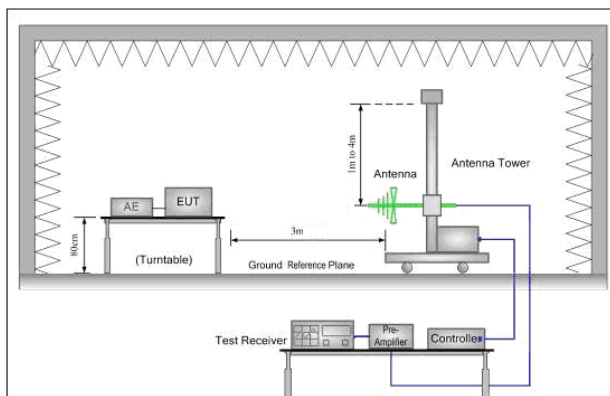 1m to 4m
Antenna
Antenna Tower
AE
EUT
80cm
(Turntable)
3m
Ground Reference Plane
Test Receiver
Pre-
Amplifier
Controller